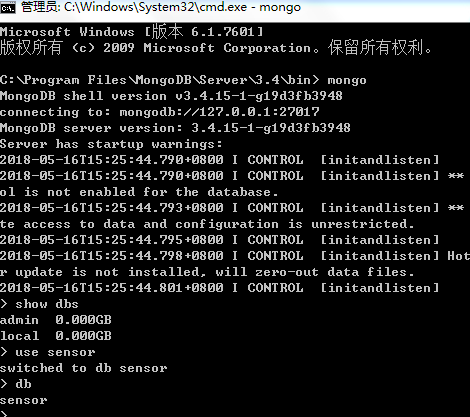 管理员: C:\Windows\System32\cmd.exe - mongo
Microsoft Windows [版本 6.1.7601]
版权所有 (c) 2009 Microsoft Corporation。保留所有权利。
C:\Program Files\MongoDB\Server\3.4\bin> mongo
MongoDB shell version v3.4.15-1-g19d3fb3948
connecting to: mongodb://127.0.0.1:27017
MongoDB server version: 3.4.15-1-g19d3fb3948
Server has startup warnings:
2018-05-16T15:25:44.790+0800 I CONTROL  [initandlisten]
2018-05-16T15:25:44.790+0800 I CONTROL  [initandlisten] **
ol is not enabled for the database.
2018-05-16T15:25:44.793+0800 I CONTROL  [initandlisten] **
te access to data and configuration is unrestricted.
2018-05-16T15:25:44.795+0800 I CONTROL  [initandlisten]
2018-05-16T15:25:44.798+0800 I CONTROL  [initandlisten] Hot
r update is not installed, will zero-out data files.
2018-05-16T15:25:44.801+0800 I CONTROL  [initandlisten]
> show dbs
admin  0.000GB
local  0.000GB
> use sensor
switched to db sensor
> db
sensor
>